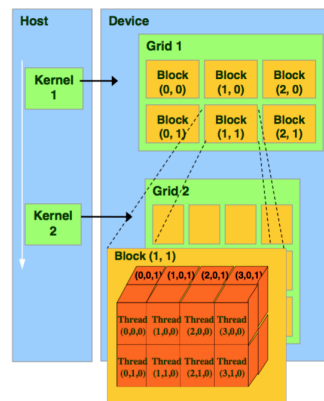 Host
Device
Grid 1
Kernel
1
Block
(0, 0)
Block
(1, 0)
Block
(2, 0)
Block
(0, 1)
Block
(1, 1)
Block
(2, 1)
Kernel
2
Grid 2
Block (1, 1)
(0,0,1) (1,0,1) (2,0,1) (3,0,1)
Thread
(0,0,0)
Thread
(1,0,0)
Thread
(2,0,0)
Thread
(3,0,0)
Thread
(0,1,0)
Thread
(1,1,0)
Thread
(2,1,0)
Thread
(3,1,0)